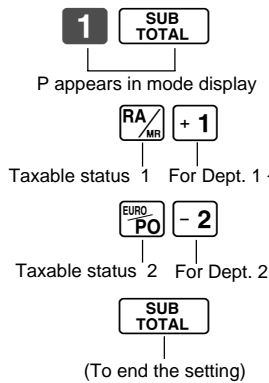 1 SUB TOTAL
P appears in mode display
RA/MR + 1
Taxable status 1 For Dept. 1
EURO PO - 2
Taxable status 2 For Dept. 2
SUB TOTAL
(To end the setting)